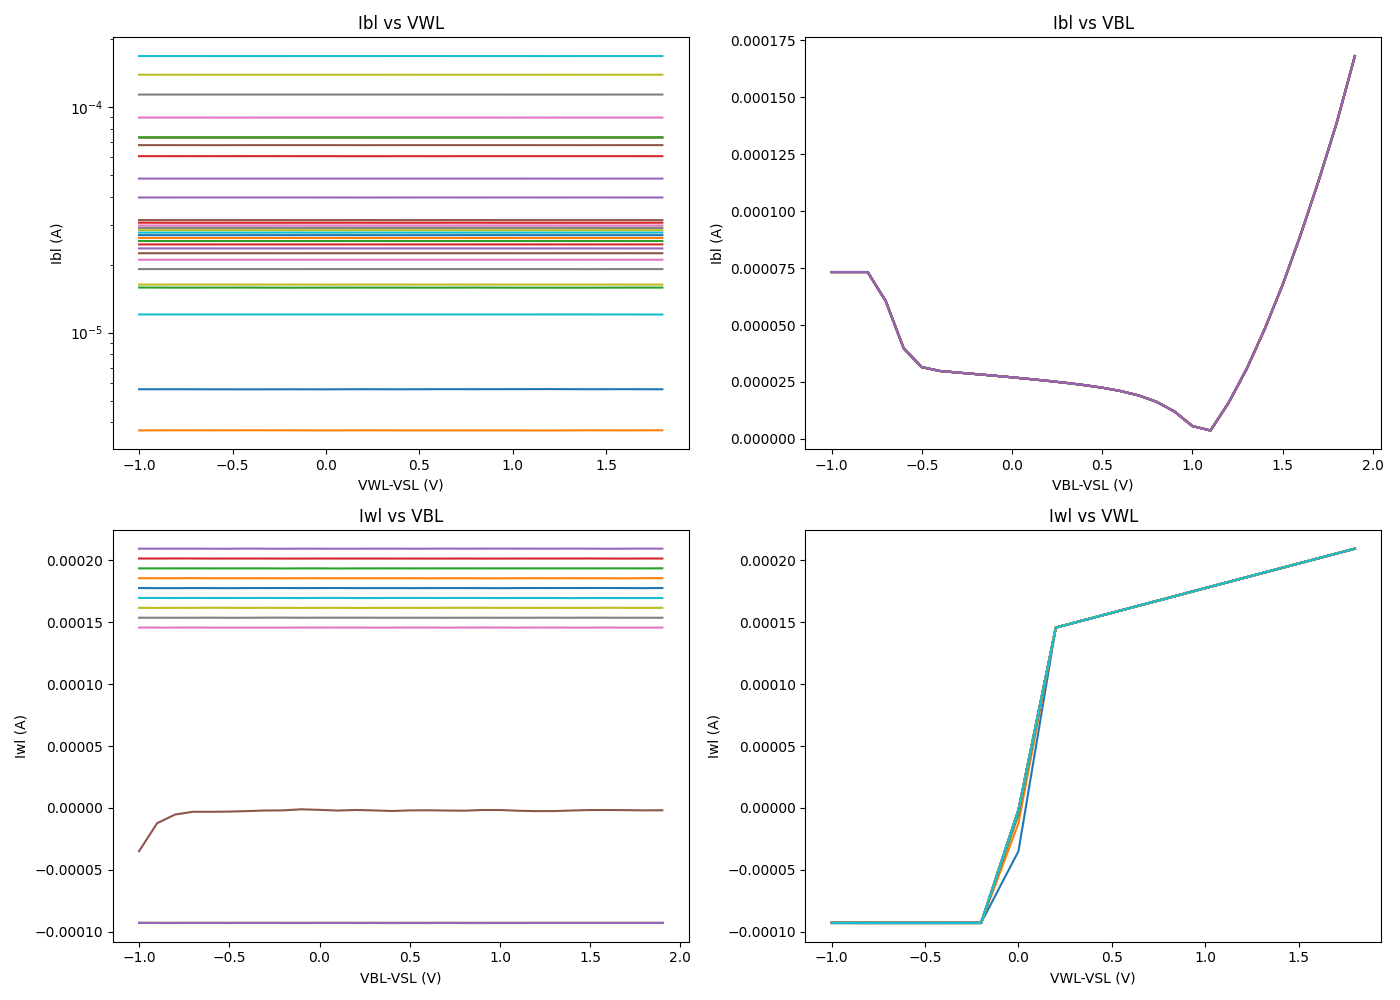 Ibl vs VWL
Ibl (A)
10⁻⁴
10⁻⁵
−1.0 −0.5 0.0 0.5 1.0 1.5
VWL-VSL (V)
Ibl vs VBL
Ibl (A)
0.000175
0.000150
0.000125
0.000100
0.000075
0.000050
0.000025
0.000000
−1.0 −0.5 0.0 0.5 1.0 1.5 2.0
VBL-VSL (V)
Iwl vs VBL
Iwl (A)
0.00020
0.00015
0.00010
0.00005
0.00000
−0.00005
−0.00010
−1.0 −0.5 0.0 0.5 1.0 1.5 2.0
VBL-VSL (V)
Iwl vs VWL
Iwl (A)
0.00020
0.00015
0.00010
0.00005
0.00000
−0.00005
−0.00010
−1.0 −0.5 0.0 0.5 1.0 1.5
VWL-VSL (V)